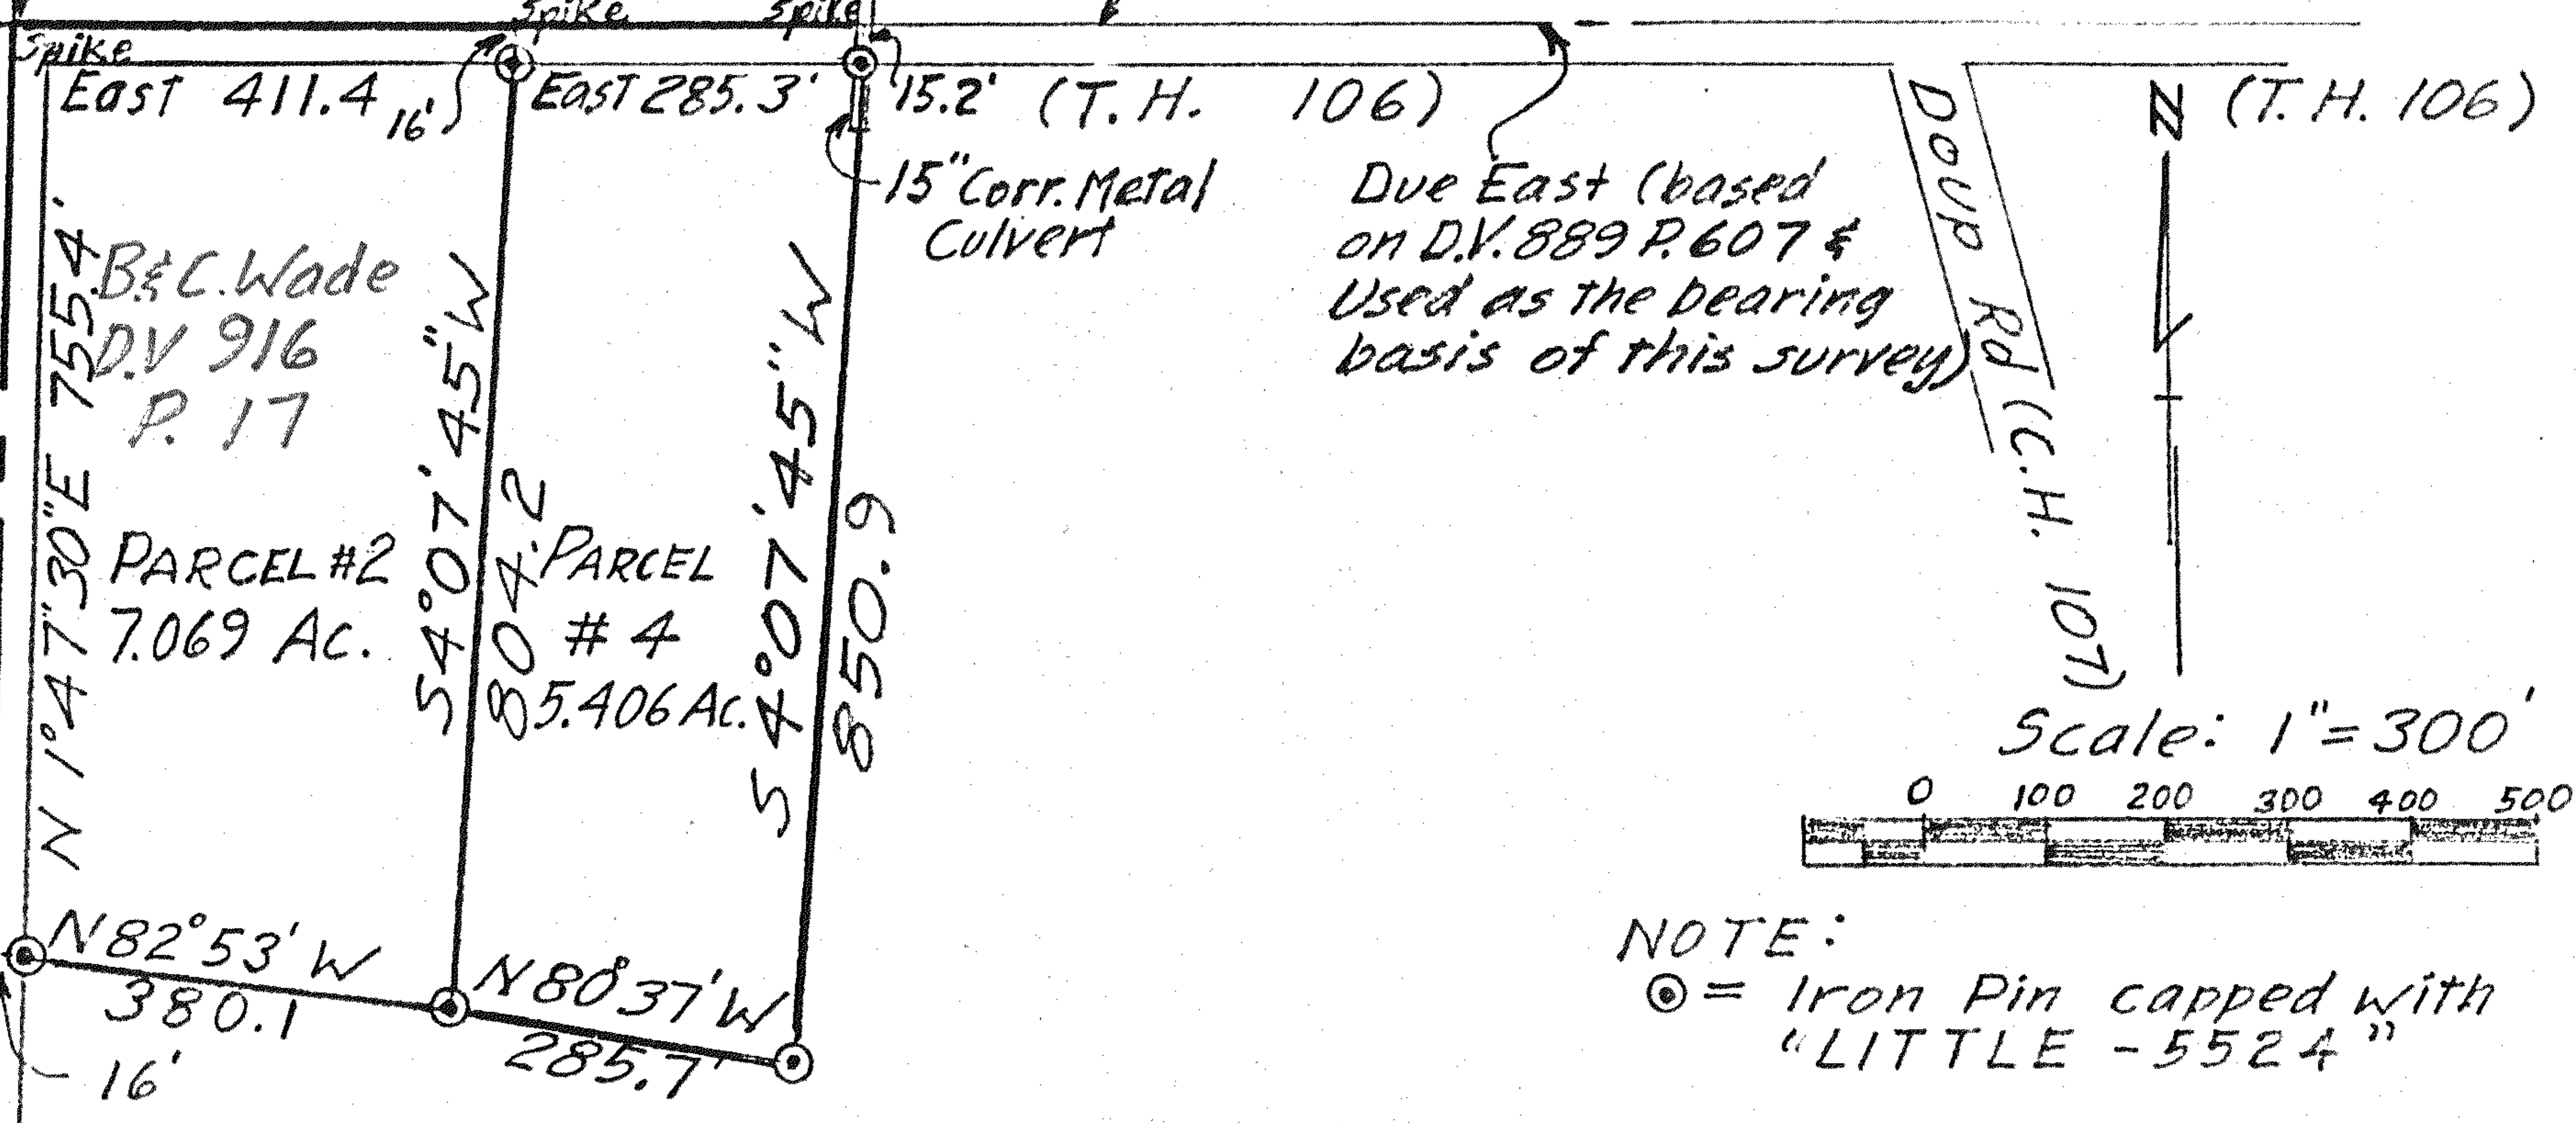 Spike
Spike
Spike
East 411.4
16'
East 285.3'
15.2'
(T.H. 106)
(T.H. 106)
N
15" Corr. Metal
Culvert
Due East (based
on D.V. 889 P. 607 &
Used as the bearing
basis of this survey)
Doup Rd (C.H. 107)
N 1°47"30"E 755.4'
B.&C. Wade
D.V 916
P. 17
PARCEL #2
7.069 Ac.
S4°07'45"W
804.2
PARCEL
# 4
5.406 Ac.
S 4°07'45"W
850.9
Scale: 1"=300'
0 100 200 300 400 500
N82°53'W
380.1
16'
N80°37'W
285.7'
NOTE:
= Iron Pin capped with
"LITTLE -5524"